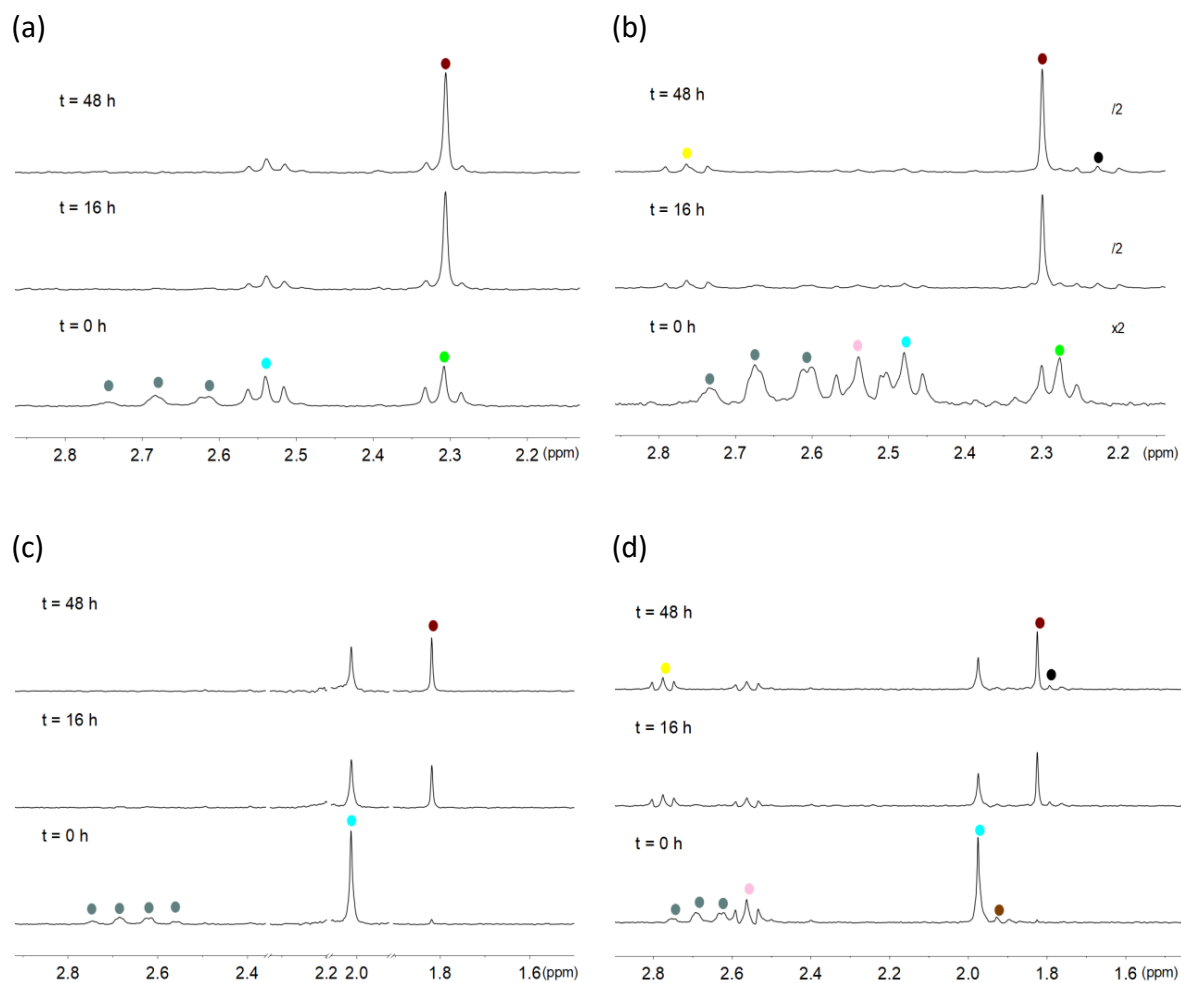 (a)
t = 48 h
t = 16 h
t = 0 h
2.8 2.7 2.6 2.5 2.4 2.3 2.2 (ppm)
(b)
t = 48 h
/2
t = 16 h
/2
t = 0 h
x2
2.8 2.7 2.6 2.5 2.4 2.3 2.2 (ppm)
(c)
t = 48 h
t = 16 h
t = 0 h
2.8 2.6 2.4 2.2 2.0 1.8 (ppm) 1.6
(d)
t = 48 h
t = 16 h
t = 0 h
2.8 2.6 2.4 2.2 2.0 1.8 1.6 (ppm)